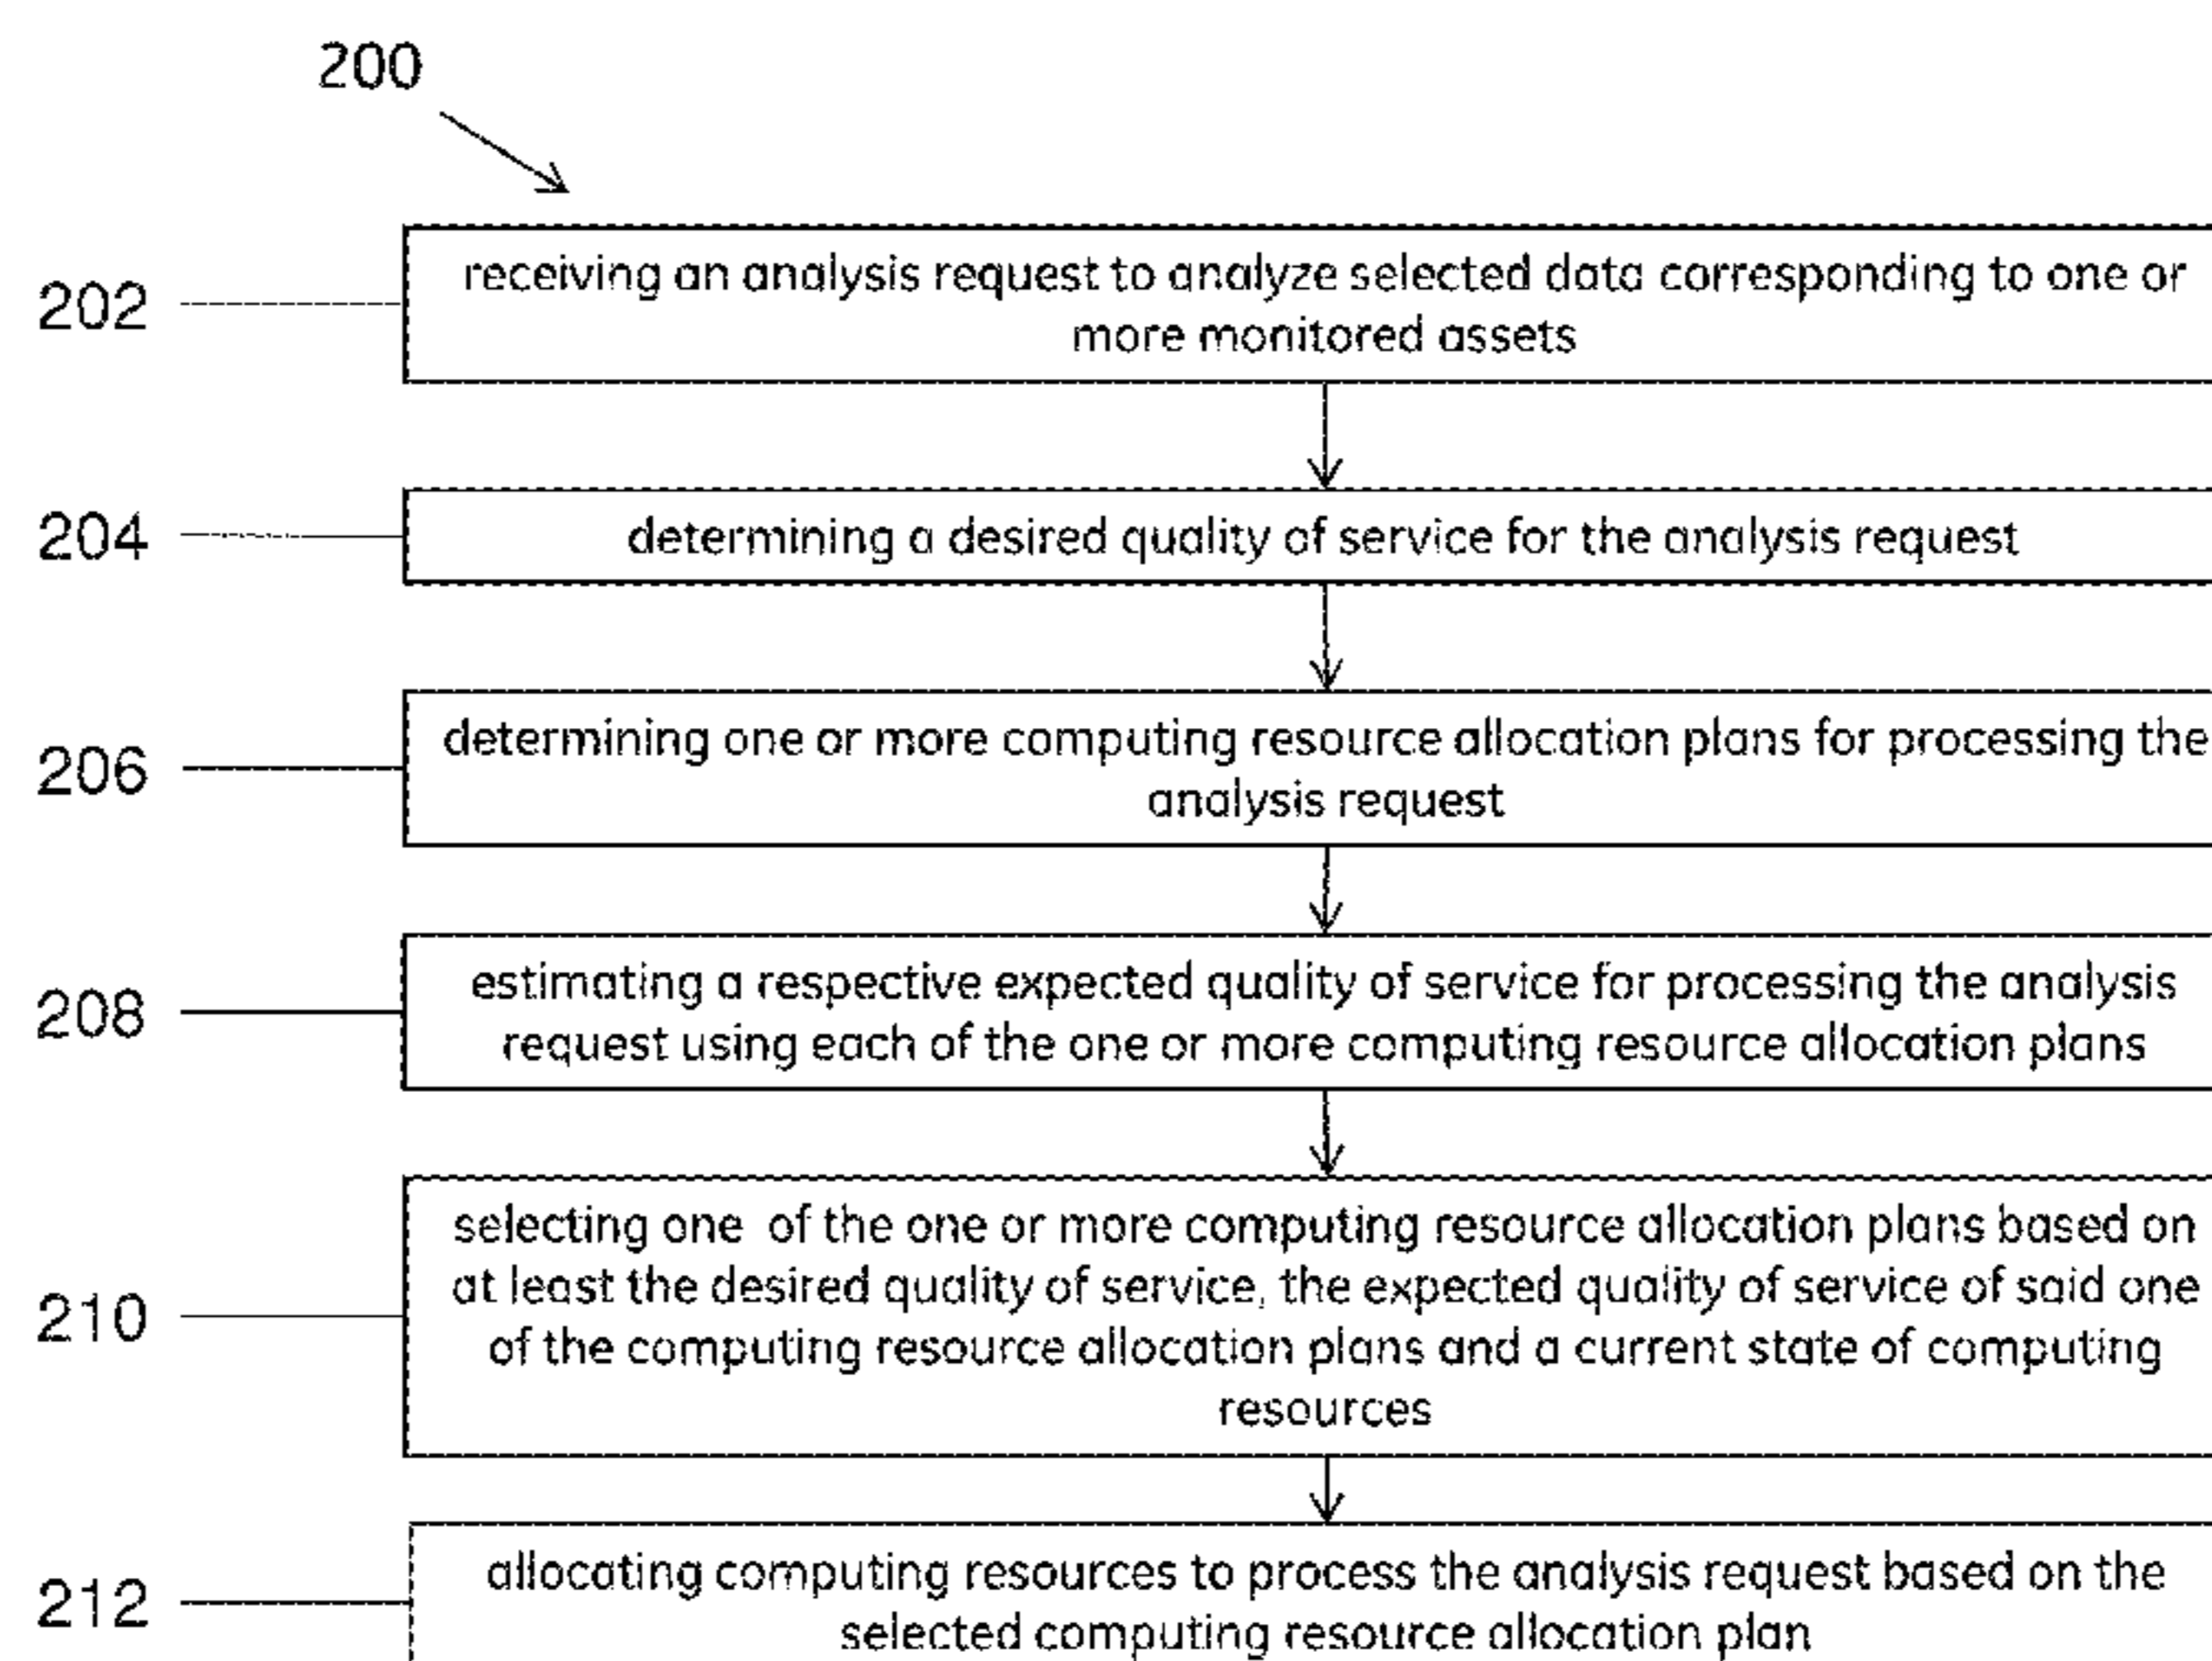 200
202
receiving an analysis request to analyze selected data corresponding to one or
more monitored assets
204
determining a desired quality of service for the analysis request
206
determining one or more computing resource allocation plans for processing the
analysis request
208
estimating a respective expected quality of service for processing the analysis
request using each of the one or more computing resource allocation plans
210
selecting one of the one or more computing resource allocation plans based on
at least the desired quality of service, the expected quality of service of said one
of the computing resource allocation plans and a current state of computing
resources
212
allocating computing resources to process the analysis request based on the
selected computing resource allocation plan